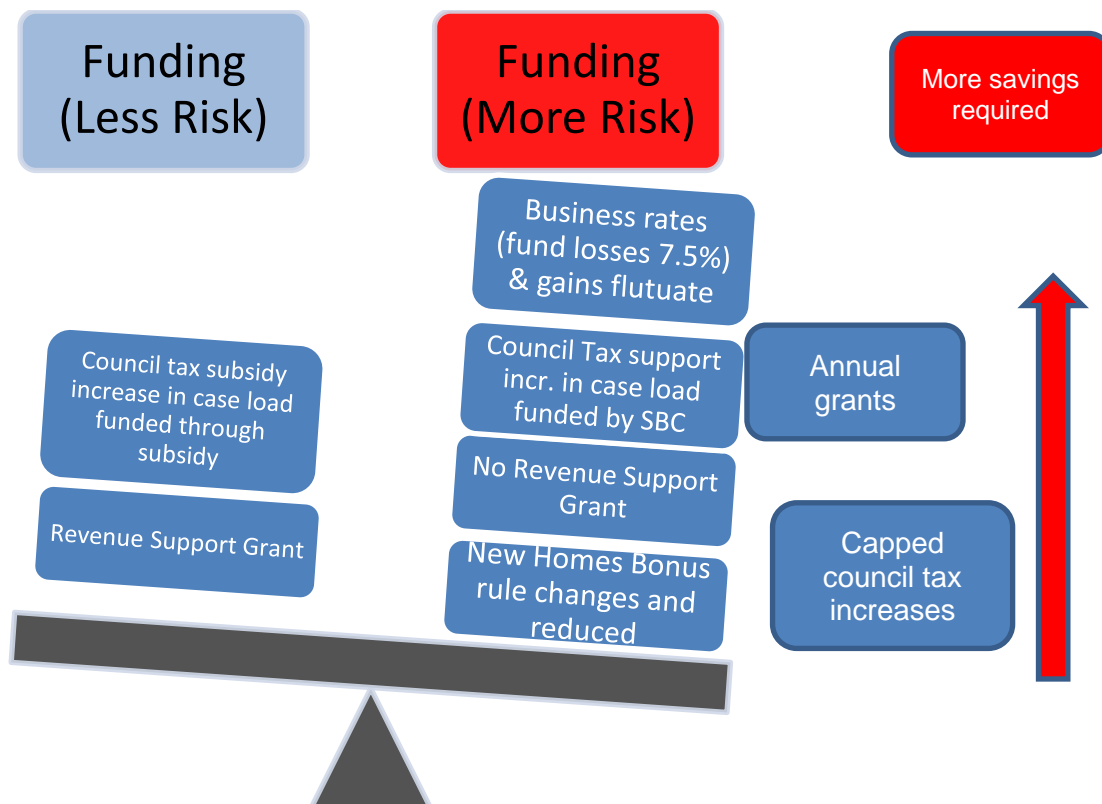 Funding
(Less Risk)
Funding
(More Risk)
More savings
required
Business rates
(fund losses 7.5%)
& gains flutuate
Council tax subsidy
increase in case load
funded through
subsidy
Council Tax support
incr. in case load
funded by SBC
Annual
grants
Revenue Support Grant
No Revenue Support
Grant
New Homes Bonus
rule changes and
reduced
Capped
council tax
increases